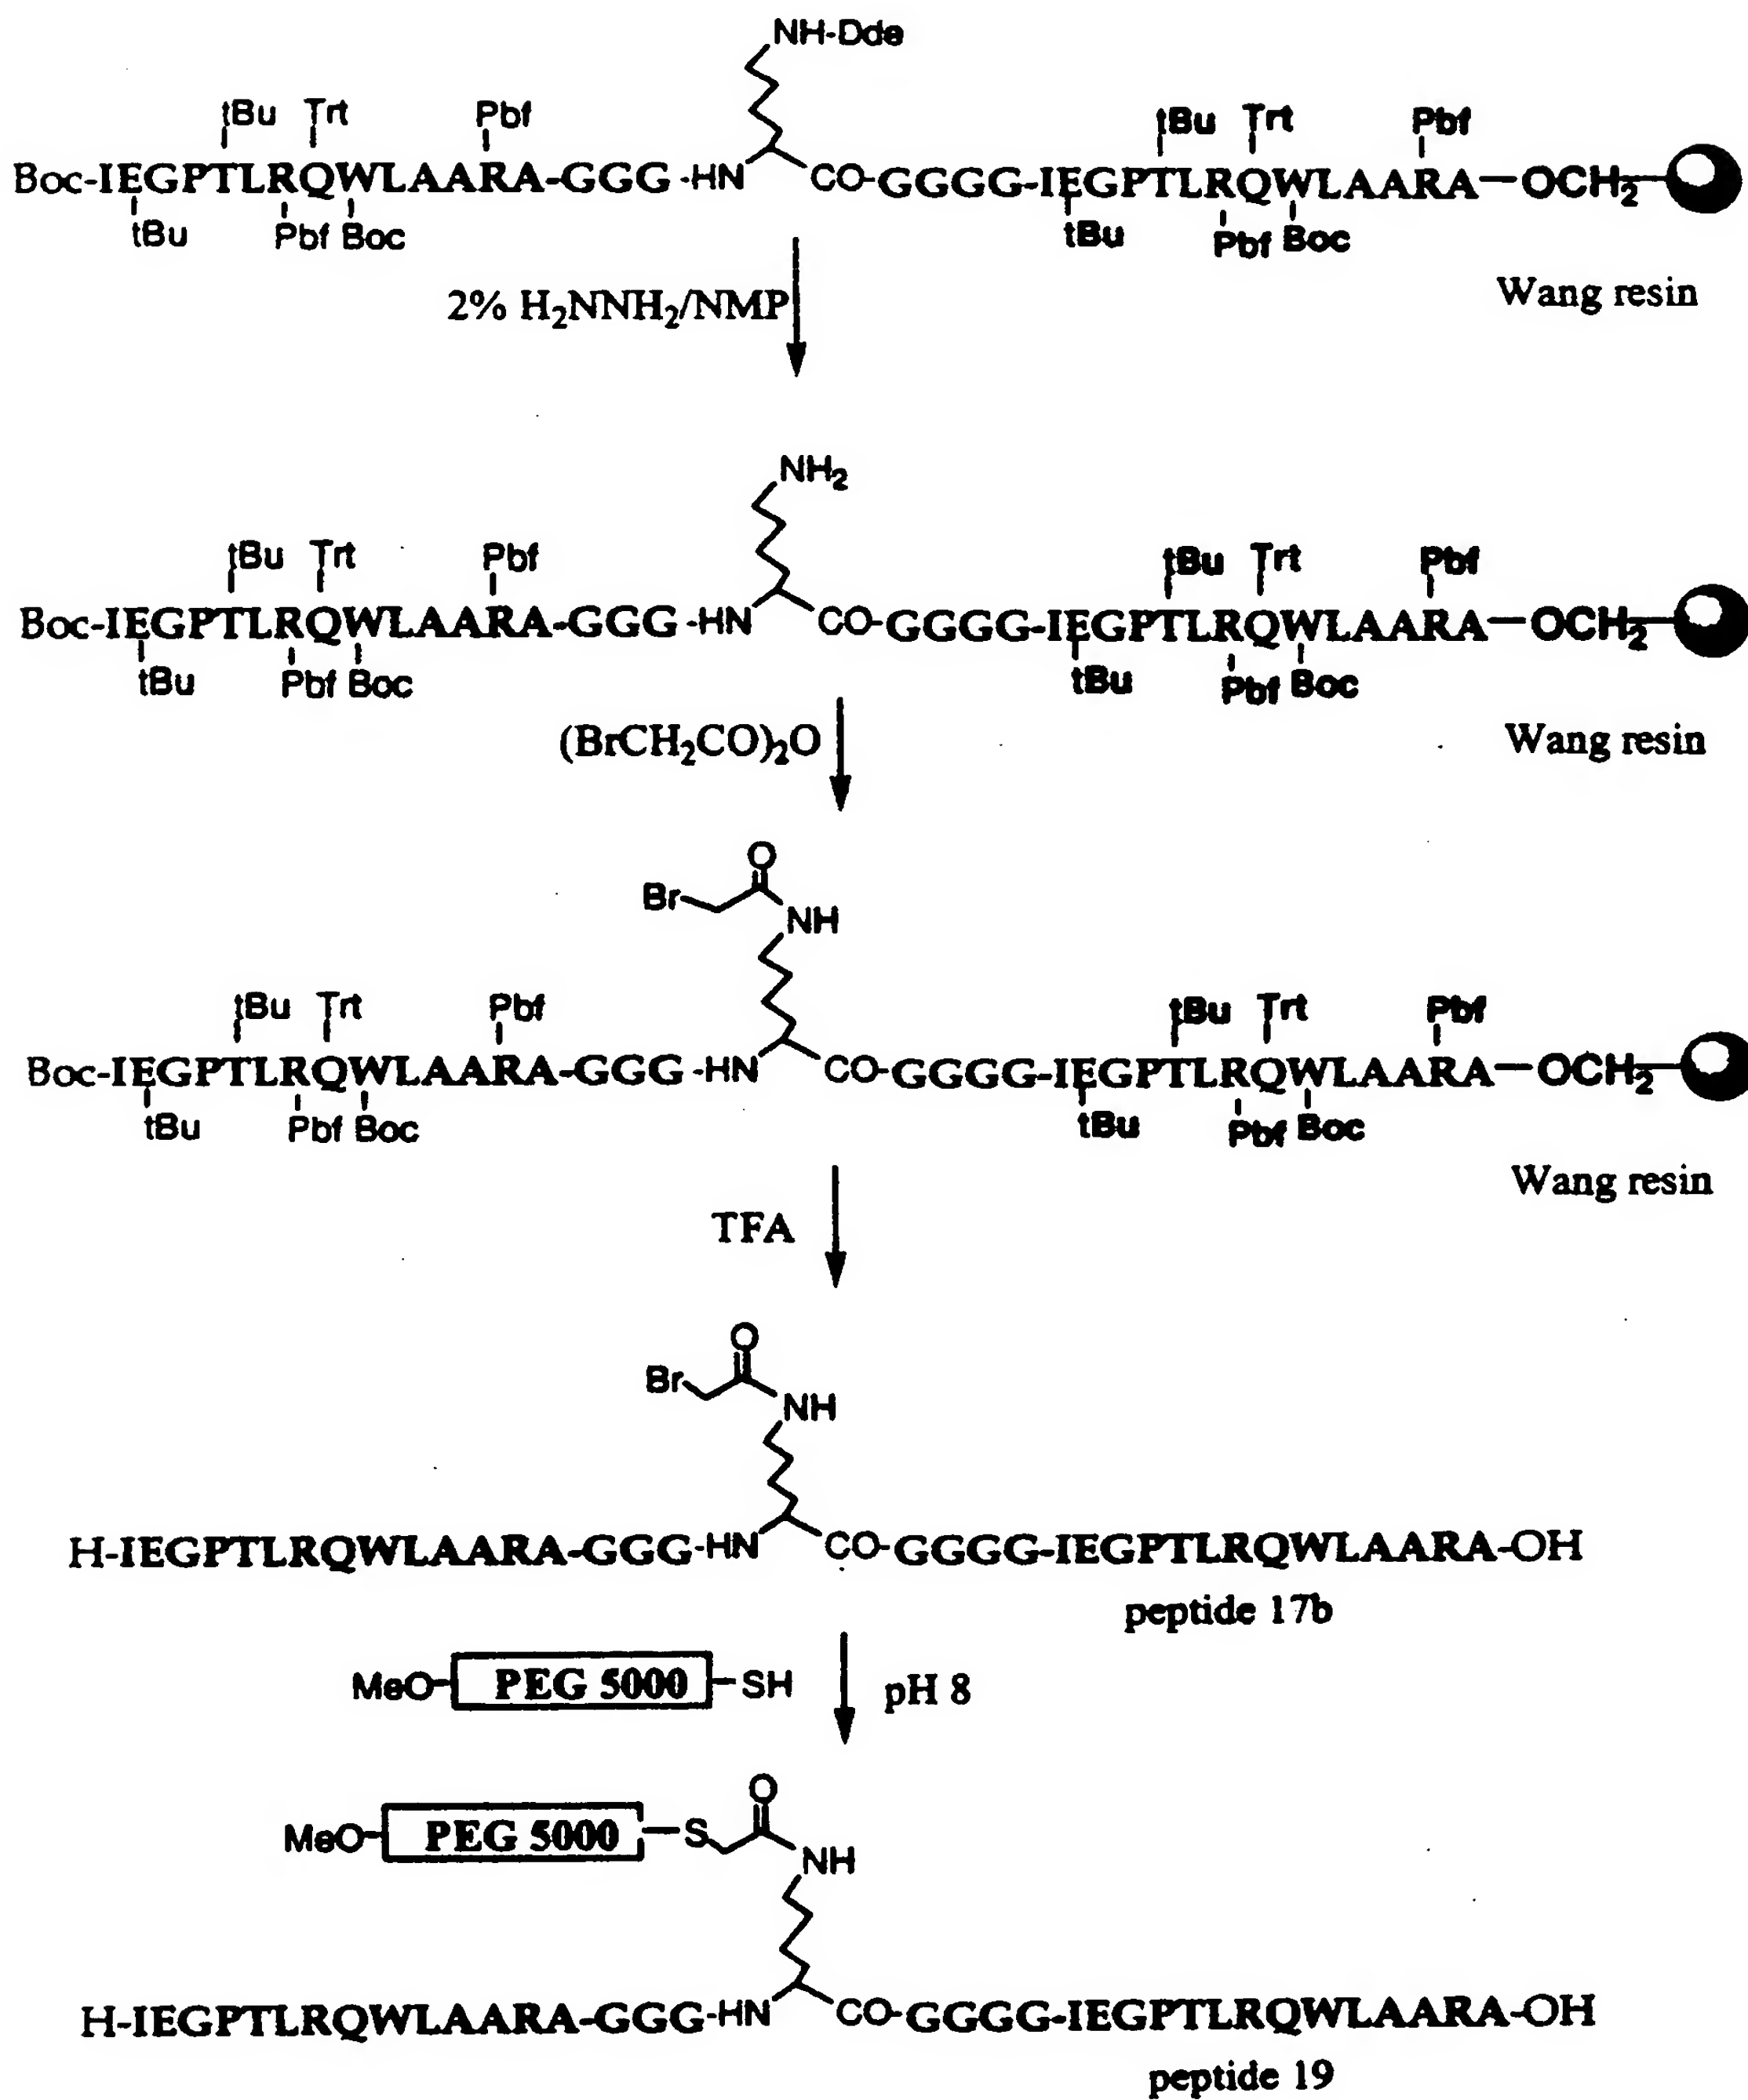 NH-Dde
tBu Trt Pbf tBu Trt Pbf
Boc-IEGPTLRQWLAARA-GGG-HN CO-GGGG-IEGPTLRQWLAARA-OCH2
tBu Pbf Boc tBu Pbf Boc
Wang resin
2% H2NNH2/NMP
NH2
tBu Trt Pbf tBu Trt Pbf
Boc-IEGPTLRQWLAARA-GGG-HN CO-GGGG-IEGPTLRQWLAARA-OCH2
tBu Pbf Boc tBu Pbf Boc
(BrCH2CO)2O
Wang resin
O
Br
NH
tBu Trt Pbf tBu Trt Pbf
Boc-IEGPTLRQWLAARA-GGG-HN CO-GGGG-IEGPTLRQWLAARA-OCH2
tBu Pbf Boc tBu Pbf Boc
Wang resin
TFA
O
Br
NH
H-IEGPTLRQWLAARA-GGG-HN CO-GGGG-IEGPTLRQWLAARA-OH
peptide 17b
MeO-PEG 5000-SH
pH 8
O
MeO-PEG 5000-S
NH
H-IEGPTLRQWLAARA-GGG-HN CO-GGGG-IEGPTLRQWLAARA-OH
peptide 19